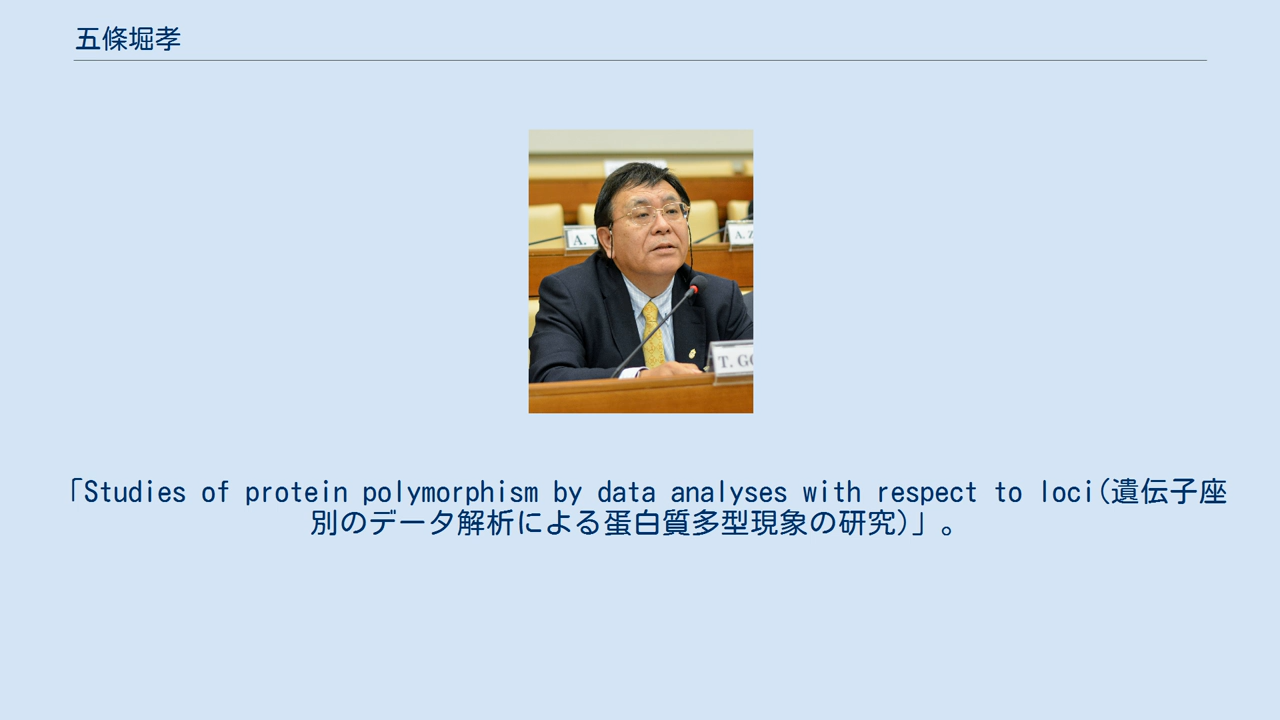 五條堀孝
A. Y
A. Z
T. GO
「Studies of protein polymorphism by data analyses with respect to loci(遺伝子座
別のデータ解析による蛋白質多型現象の研究)」。